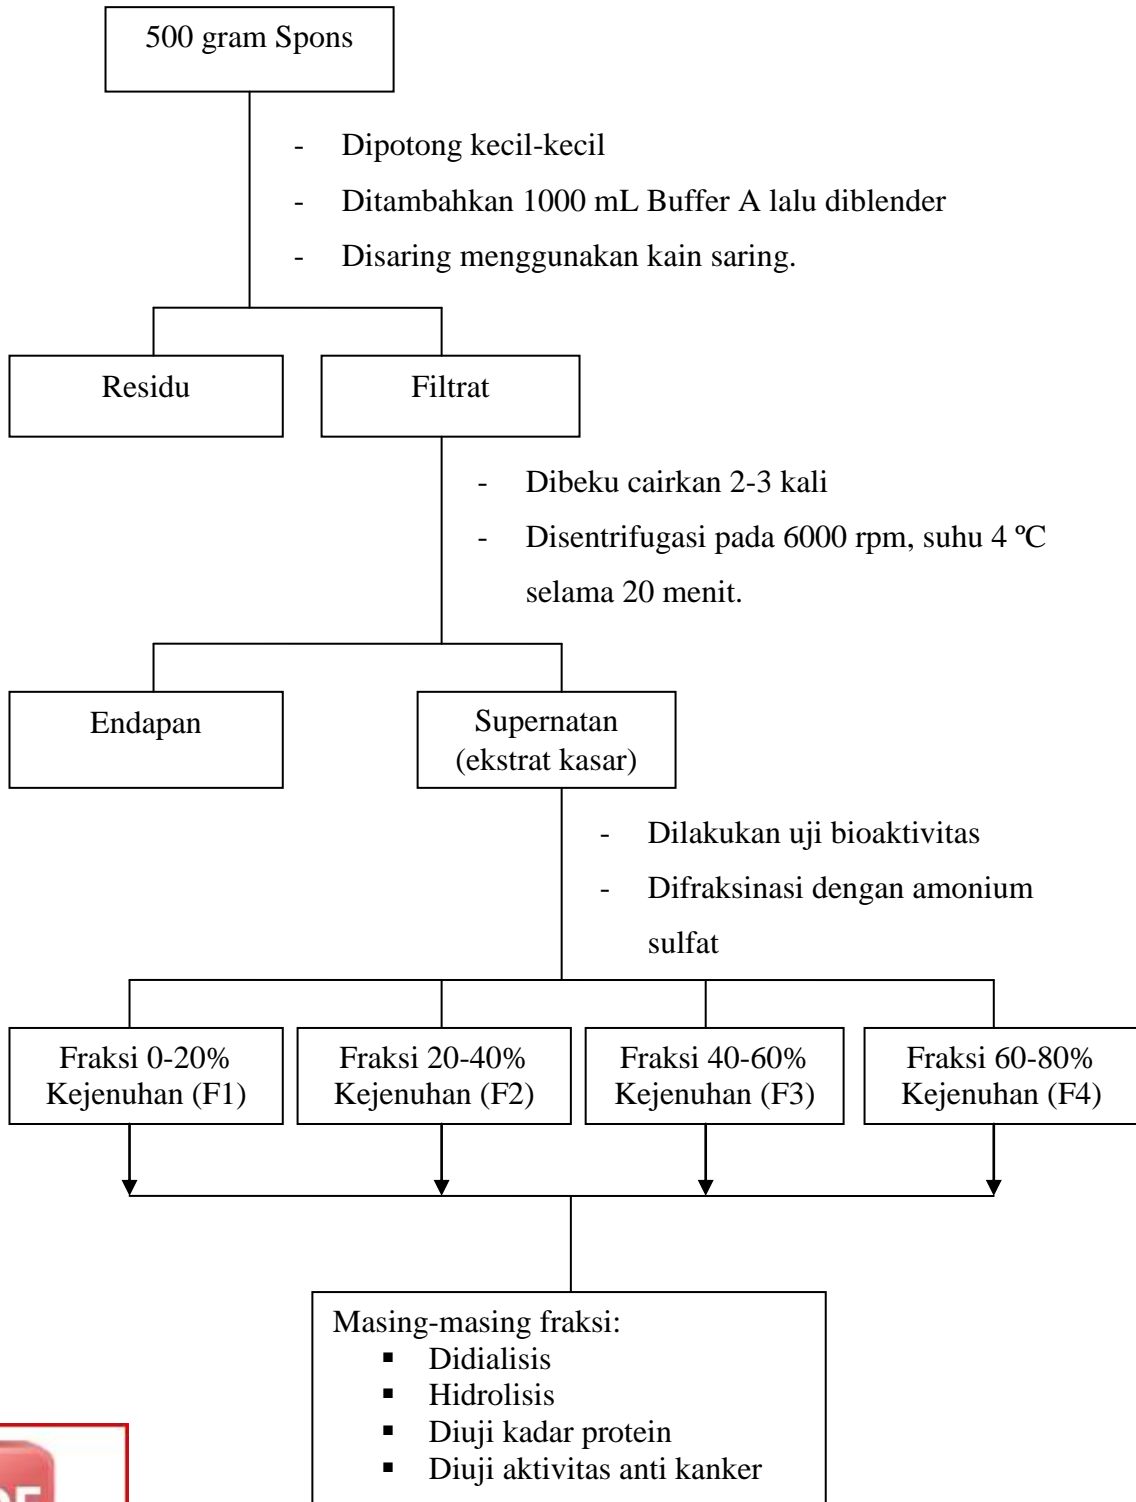 500 gram Spons
- Dipotong kecil-kecil
- Ditambahkan 1000 mL Buffer A lalu diblender
- Disaring menggunakan kain saring.
Residu
Filtrat
- Dibeku cairkan 2-3 kali
- Disentrifugasi pada 6000 rpm, suhu 4 ºC
selama 20 menit.
Endapan
Supernatan
(ekstrat kasar)
- Dilakukan uji bioaktivitas
- Difraksinasi dengan amonium
sulfat
Fraksi 0-20%
Kejenuhan (F1)
Fraksi 20-40%
Kejenuhan (F2)
Fraksi 40-60%
Kejenuhan (F3)
Fraksi 60-80%
Kejenuhan (F4)
Masing-masing fraksi:
▪ Didialisis
▪ Hidrolisis
▪ Diuji kadar protein
▪ Diuji aktivitas anti kanker